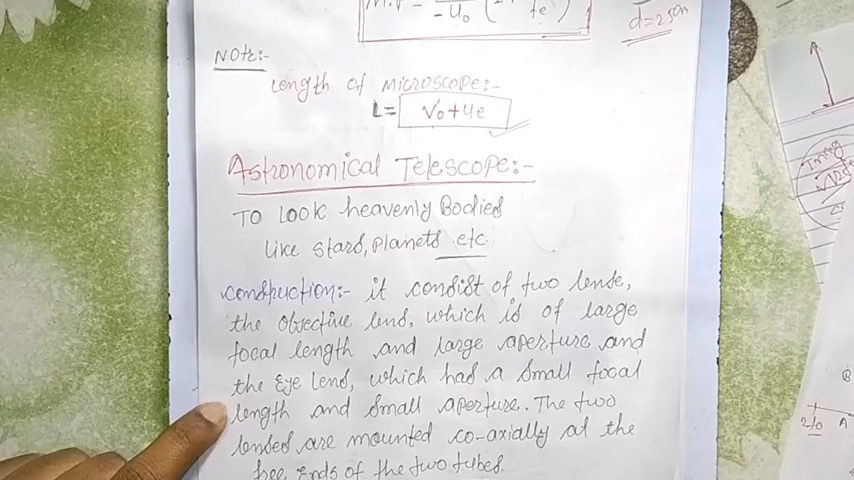 M.P = 
-u₀
fe
d=25cm
NOte:-
Length of microscope:-
L= V₀+ue
Astronomical Telescope:-
TO LOOK heavenly Bodies
like stars, planets etc.
Construction:- it consist of two lense,
the objective lens, which is of large
focal length and large aperture and
the Eye Lens, which has a small focal
length and small aperture. The two
lenses are mounted co-axially at the
free ends of the two tubes.
2f₀
A
B